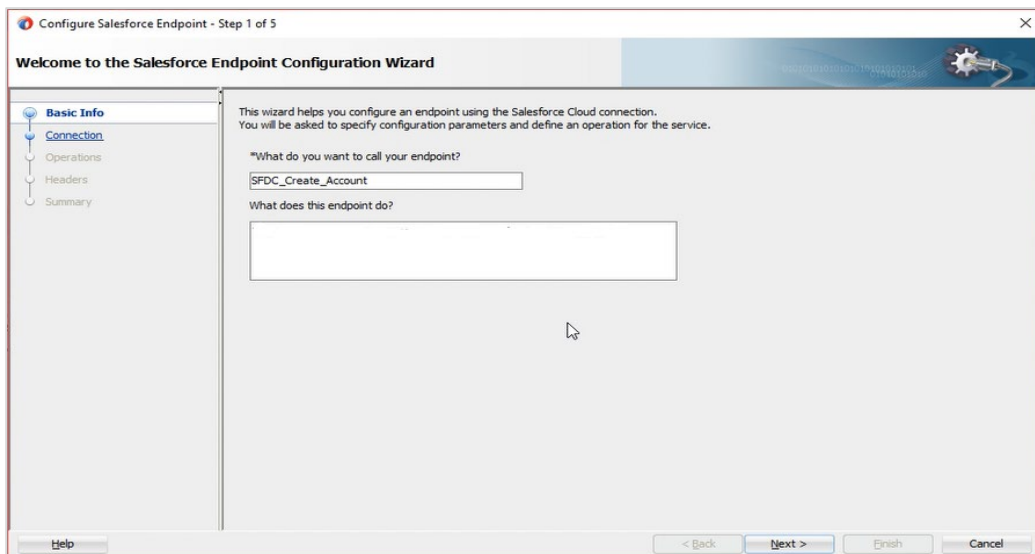 Configure Salesforce Endpoint - Step 1 of 5
Welcome to the Salesforce Endpoint Configuration Wizard
Basic Info
Connection
Operations
Headers
Summary
This wizard helps you configure an endpoint using the Salesforce Cloud connection.
You will be asked to specify configuration parameters and define an operation for the service.
*What do you want to call your endpoint?
SFDC_Create_Account
What does this endpoint do?
Help
< Back
Next >
Finish
Cancel